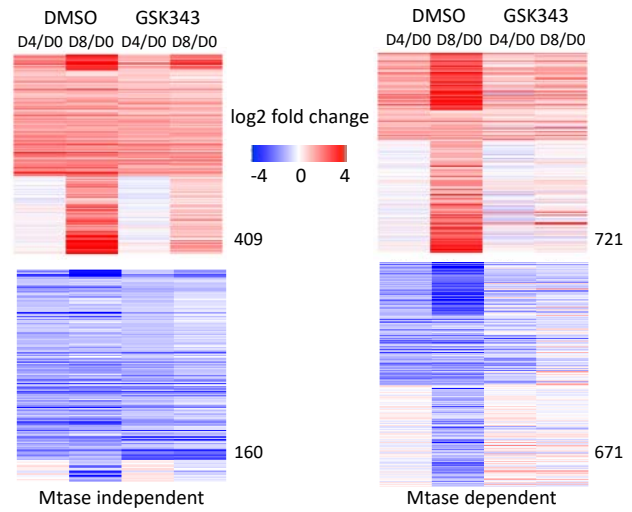 DMSO GSK343
D4/D0 D8/D0 D4/D0 D8/D0
DMSO GSK343
D4/D0 D8/D0 D4/D0 D8/D0
log2 fold change
-4 0 4
409
721
160
671
Mtase independent
Mtase dependent